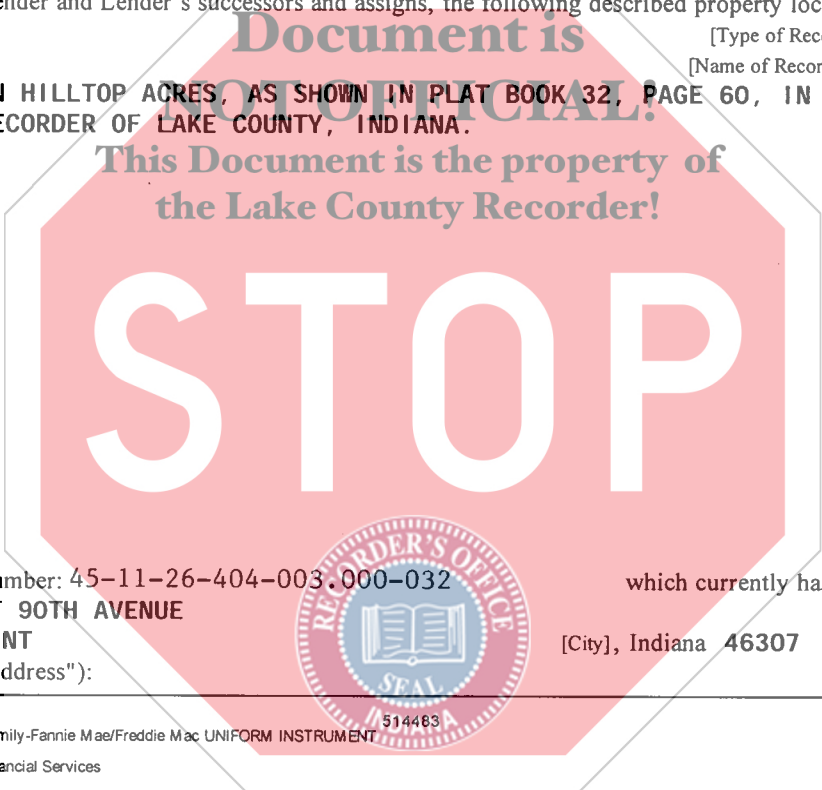 ender and Lender's successors and assigns, the following described property loc
Document is
[Type of Rec
[Name of Recor
NOT OFFICIAL!
HILLTOP ACRES, AS SHOWN IN PLAT BOOK 32, PAGE 60, IN
ECORDER OF LAKE COUNTY, INDIANA.
This Document is the property of
the Lake County Recorder!
STOP
mber: 45-11-26-404-003.000-032 which currently ha
90TH AVENUE
NT [City], Indiana 46307
ddress"):
RECORDER'S OFFICE
SEAL
INDIANA
514483
mily-Fannie Mae/Freddie Mac UNIFORM INSTRUMENT
ancial Services